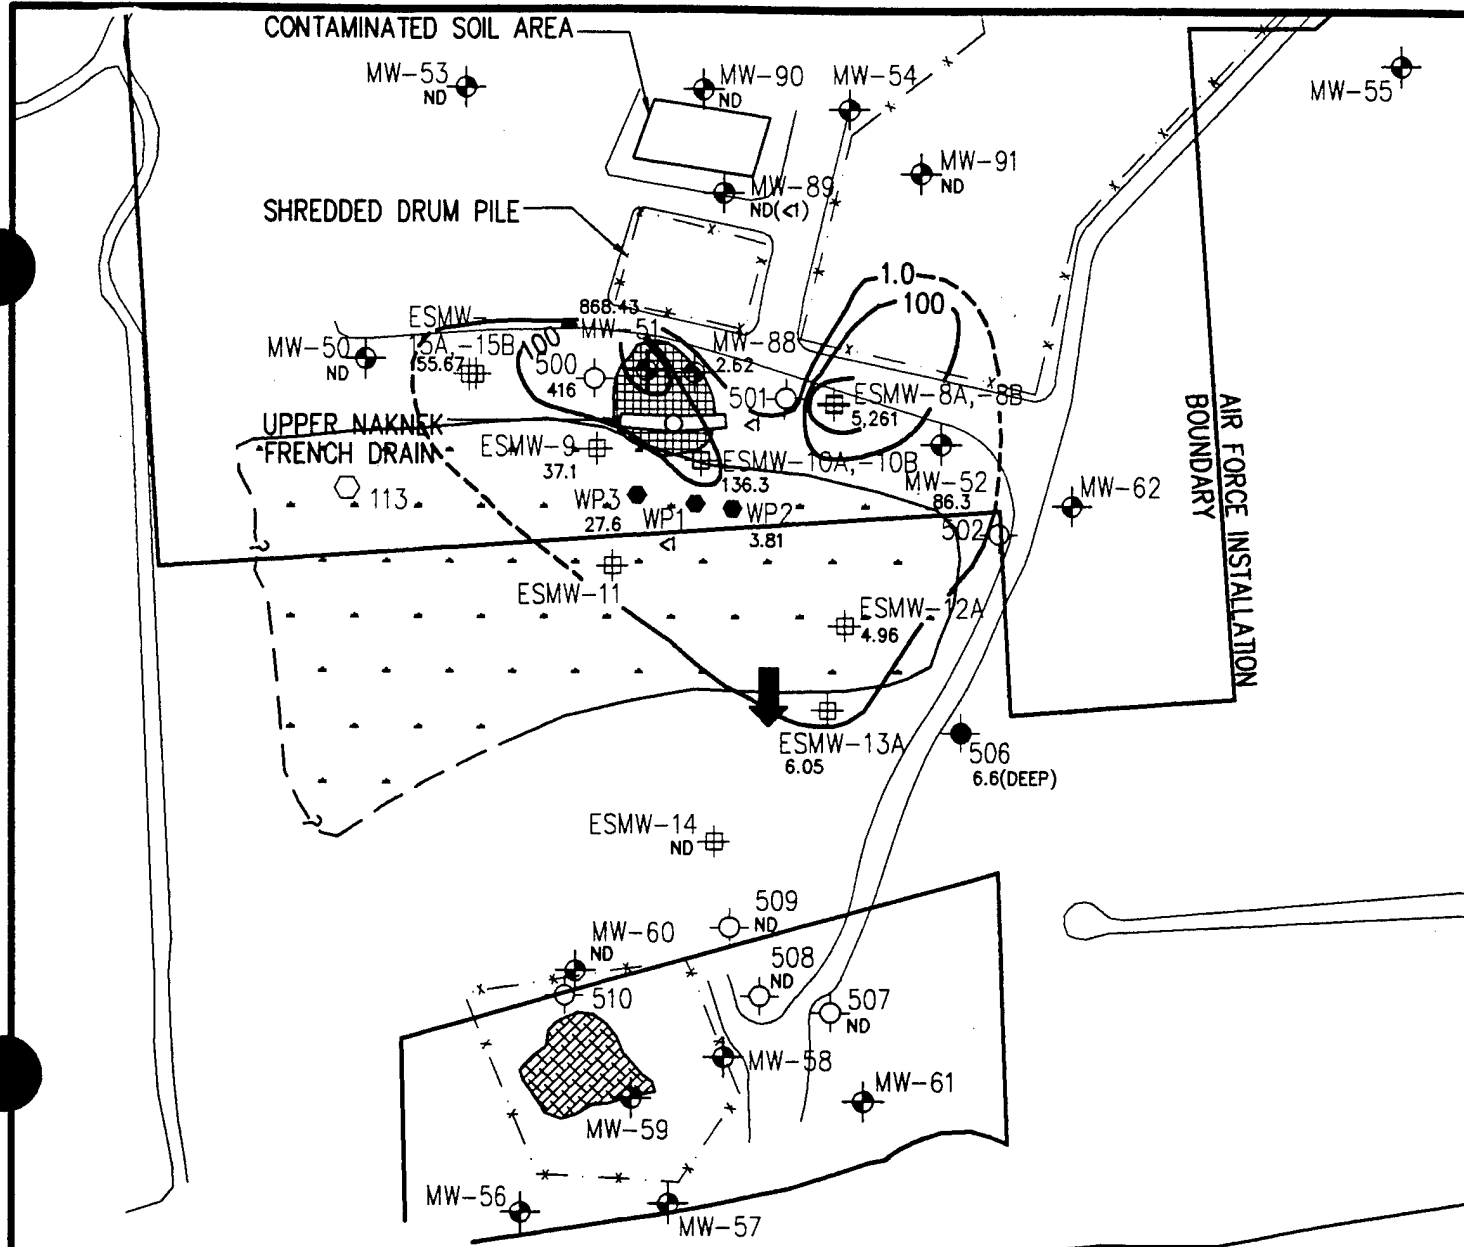 CONTAMINATED SOIL AREA
MW-53
ND
MW-90
ND
MW-54
MW-55
MW-91
ND
MW-89
ND(<1)
SHREDDED DRUM PILE
1.0
100
868.43
ESMW-
15A,-15B
55.67
100
MW-51
MW-88
2.62
MW-50
ND
500
416
501
<1
ESMW-8A,-8B
5,261
AIR FORCE INSTALLATION
BOUNDARY
UPPER NAKNEK
FRENCH DRAIN
ESMW-9
37.1
ESMW-10A,-10B
136.3
MW-52
86.3
MW-62
113
WP3
27.6
WP1
<1
WP2
3.81
502
?
ESMW-11
ESMW-12A
4.96
ESMW-13A
6.05
506
6.6(DEEP)
?
ESMW-14
ND
509
ND
MW-60
ND
508
ND
510
507
ND
MW-58
MW-61
MW-59
MW-56
MW-57